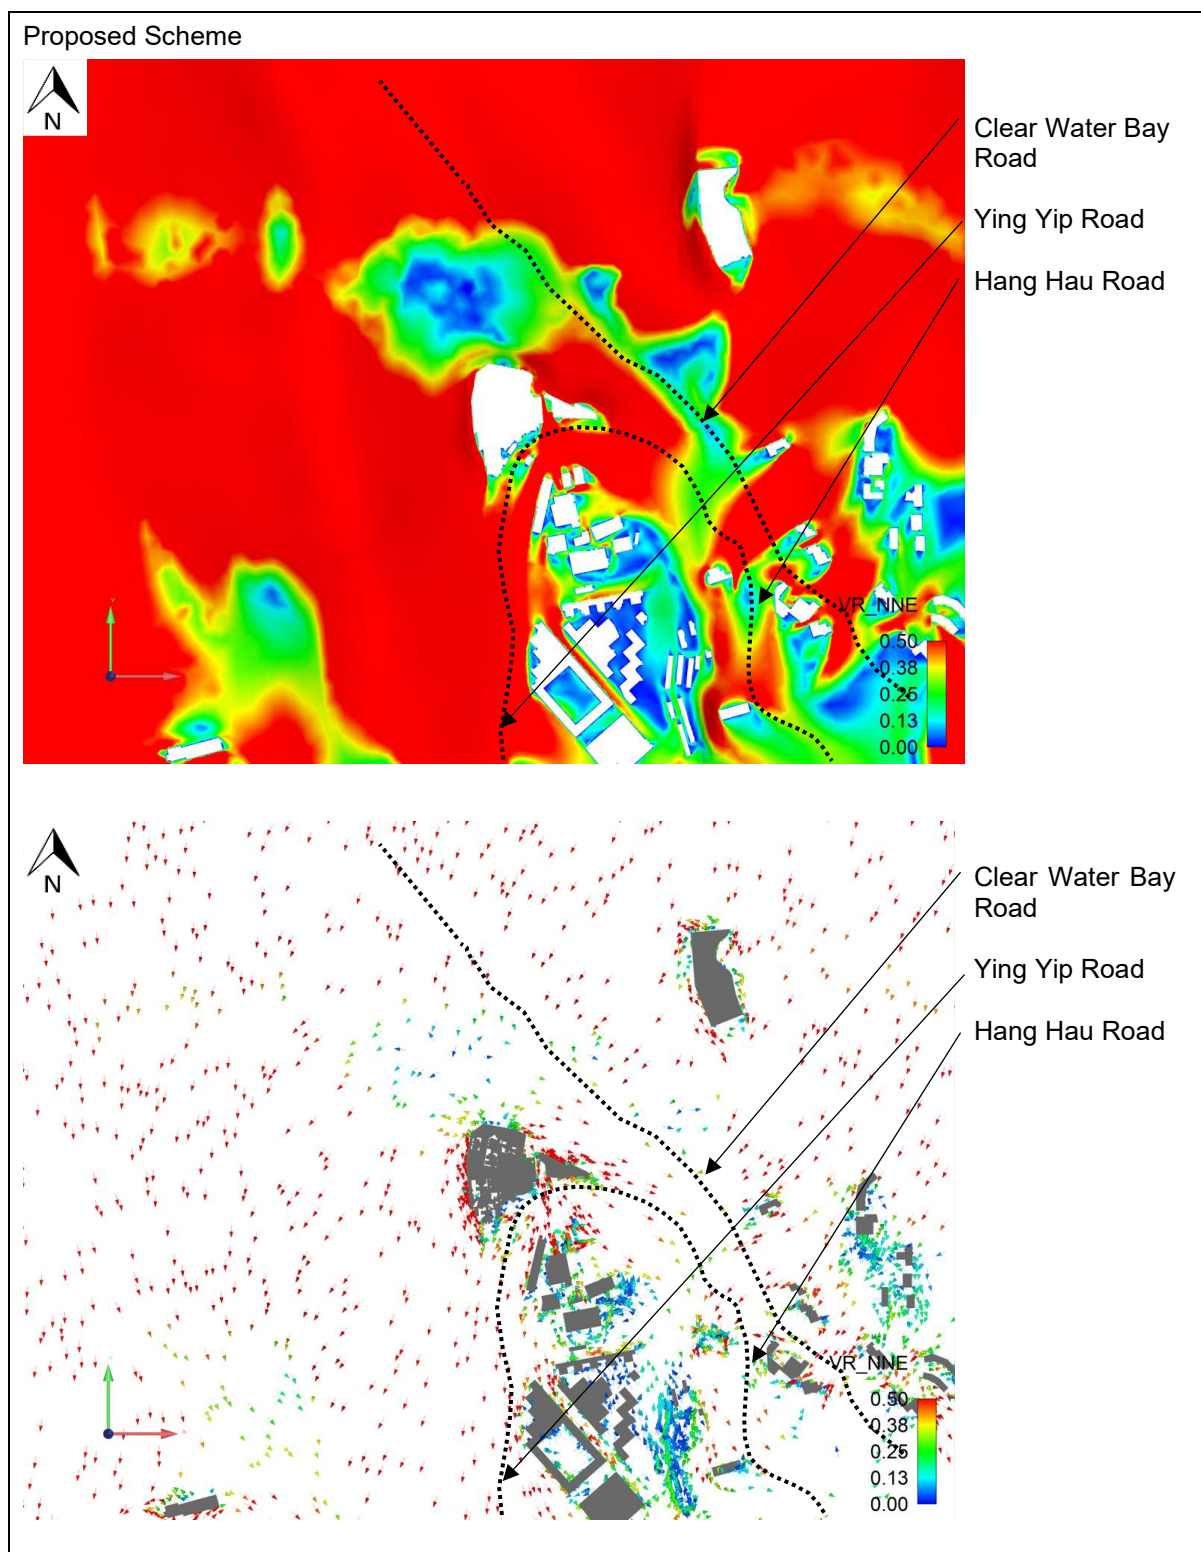 Proposed Scheme
N
Clear Water Bay
Road
Ying Yip Road
Hang Hau Road
VR_NNE
0.50
0.38
0.25
0.13
0.00
N
Clear Water Bay
Road
Ying Yip Road
Hang Hau Road
VR_NNE
0.50
0.38
0.25
0.13
0.00